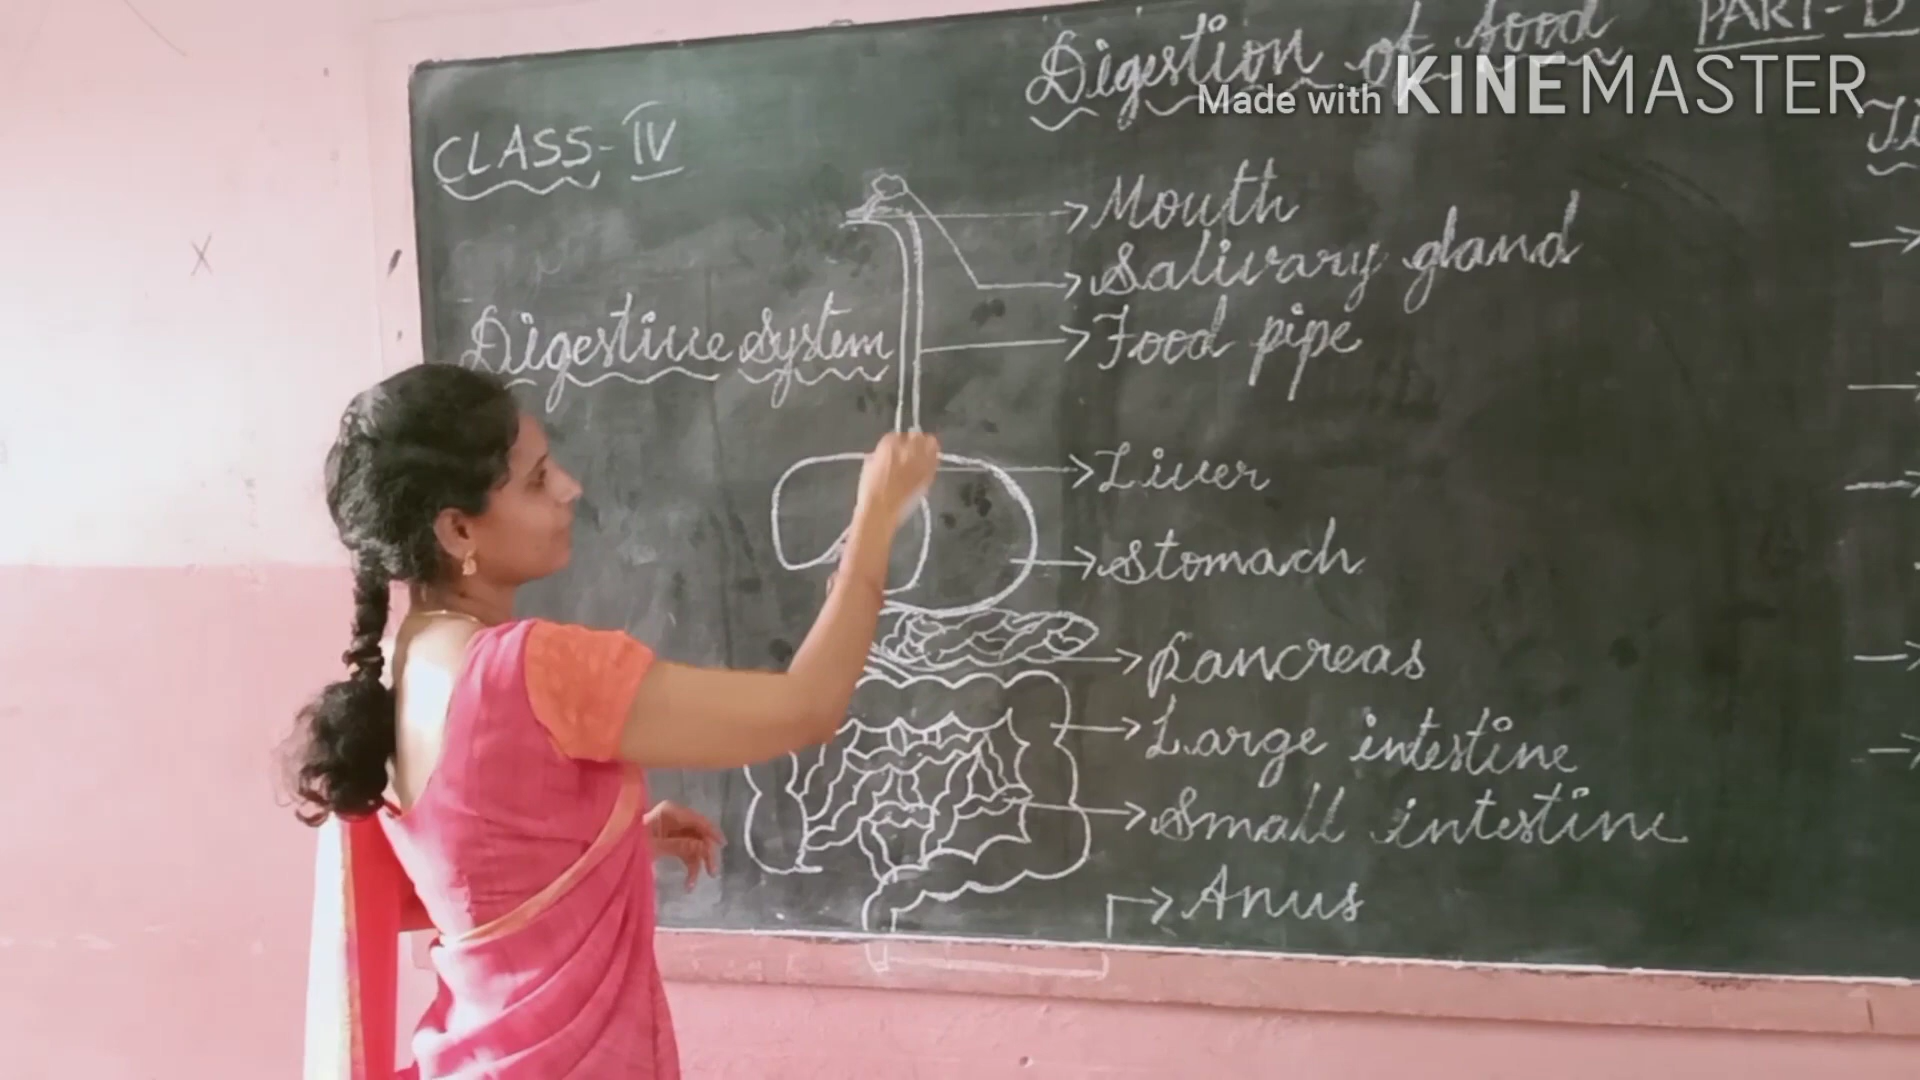 Digestion of food PART-B
Made with KINEMASTER
CLASS-IV
Mouth
Salivary gland
Digestive System
Food pipe
Liver
Stomach
Pancreas
Large intestine
Small intestine
Anus